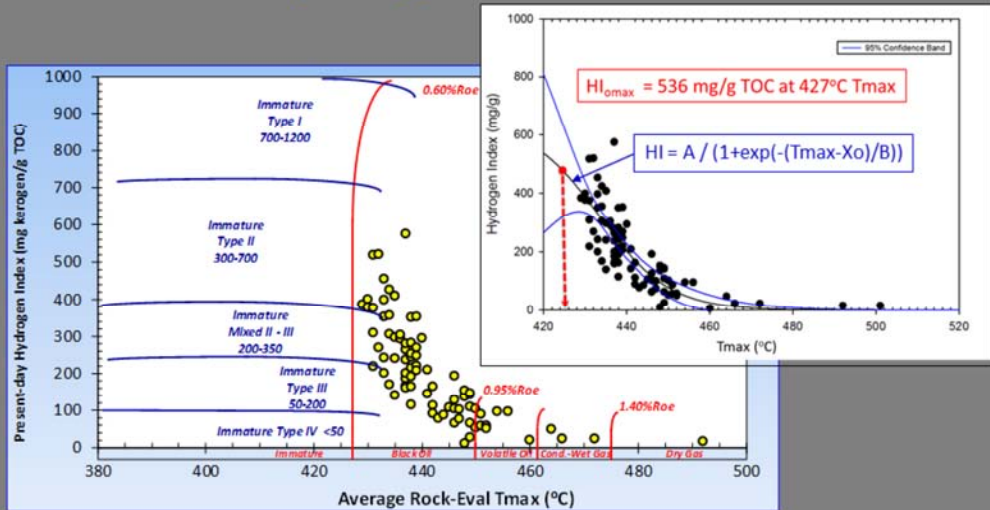 1000
900
800
700
600
500
400
300
200
100
0
Present-day Hydrogen Index (mg kerogen/g TOC)
Immature
Type I
700-1200
0.60%Roe
Immature
Type II
300-700
Immature
Mixed II - III
200-350
Immature
Type III
50-200
Immature Type IV <50
0.95%Roe
1.40%Roe
Immature
Black Oil
Volatile Oil
Cond.-Wet Gas
Dry Gas
380
400
420
440
460
480
500
Average Rock-Eval Tmax (ºC)
1000
800
600
400
200
0
Hydrogen Index (mg/g)
95% Confidence Band
HIomax = 536 mg/g TOC at 427ºC Tmax
HI = A / (1+exp(-(Tmax-Xo)/B))
420
440
460
480
500
520
Tmax (ºC)